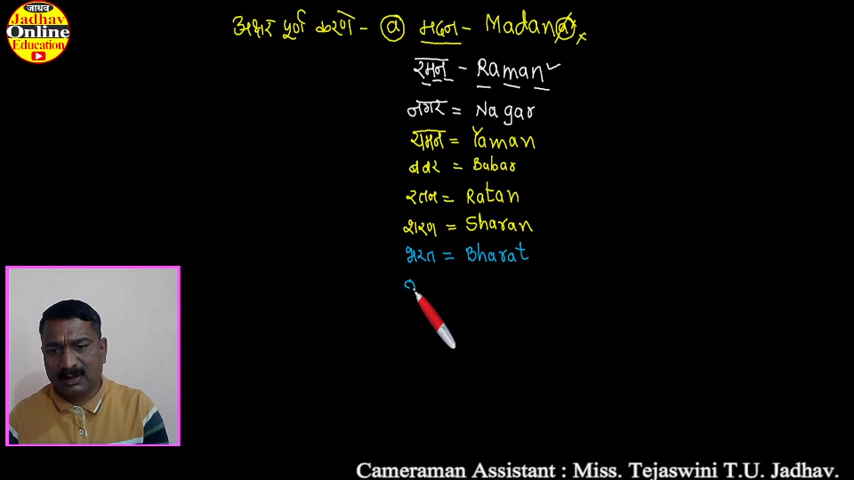 जाधव
Jadhav
Online
Education
अक्षर पूर्ण करणे - (a) मदन - Madana x
रमन - Raman ✓
नगर = Nagar
यमन = Yaman
बबर = Babar
रतन = Ratan
शरण = Sharan
भरत = Bharat
Cameraman Assistant : Miss. Tejaswini T.U. Jadhav.